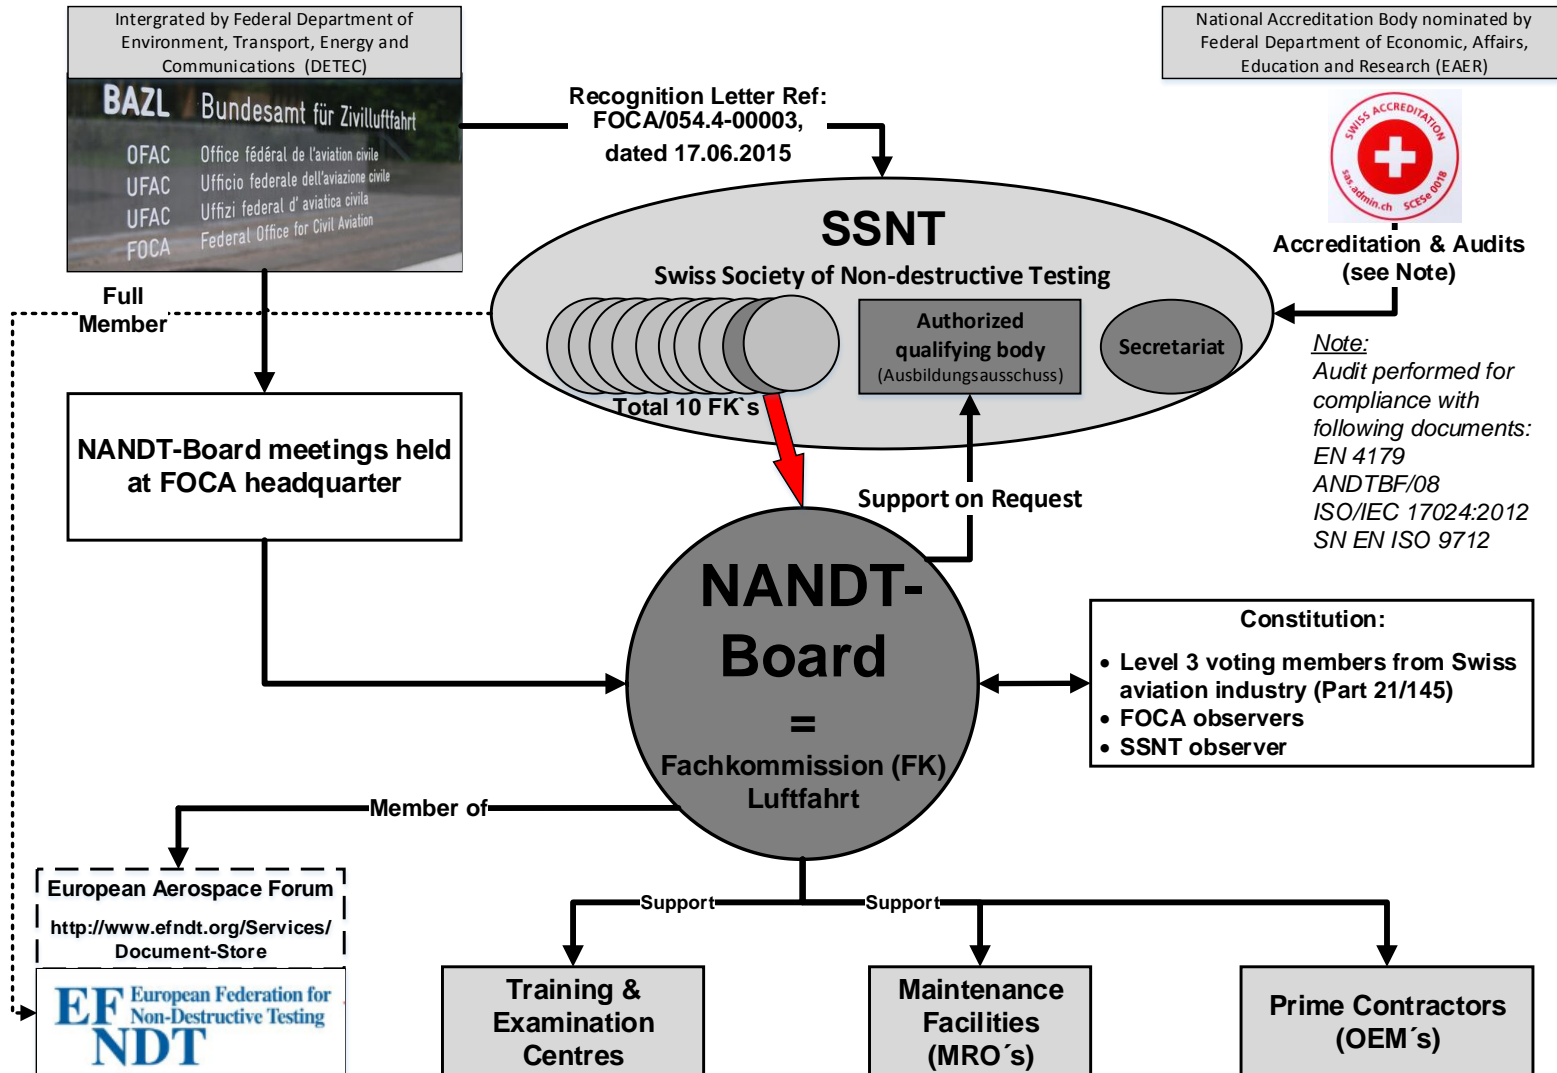 Intergrated by Federal Department of
Environment, Transport, Energy and
Communications (DETEC)
BAZL Bundesamt für Zivilluftfahrt
OFAC Office fédéral de l'aviation civile
UFAC Ufficio federale dell'aviazione civile
UFAC Uffizi federal d' aviatica civila
FOCA Federal Office for Civil Aviation
Recognition Letter Ref:
FOCA/054.4-00003,
dated 17.06.2015
National Accreditation Body nominated by
Federal Department of Economic, Affairs,
Education and Research (EAER)
SWISS ACCREDITATION
sas.admin.ch SCESe 0018
Accreditation & Audits
(see Note)
SSNT
Swiss Society of Non-destructive Testing
Total 10 FK`s
Authorized
qualifying body
(Ausbildungsausschuss)
Secretariat
Note:
Audit performed for
compliance with
following documents:
EN 4179
ANDTBF/08
ISO/IEC 17024:2012
SN EN ISO 9712
Full
Member
NANDT-Board meetings held
at FOCA headquarter
Support on Request
NANDT-
Board
=
Fachkommission (FK)
Luftfahrt
Constitution:
• Level 3 voting members from Swiss
aviation industry (Part 21/145)
• FOCA observers
• SSNT observer
Member of
European Aerospace Forum
http://www.efndt.org/Services/
Document-Store
EF European Federation for
Non-Destructive Testing
NDT
Support
Support
Training &
Examination
Centres
Maintenance
Facilities
(MRO´s)
Prime Contractors
(OEM´s)